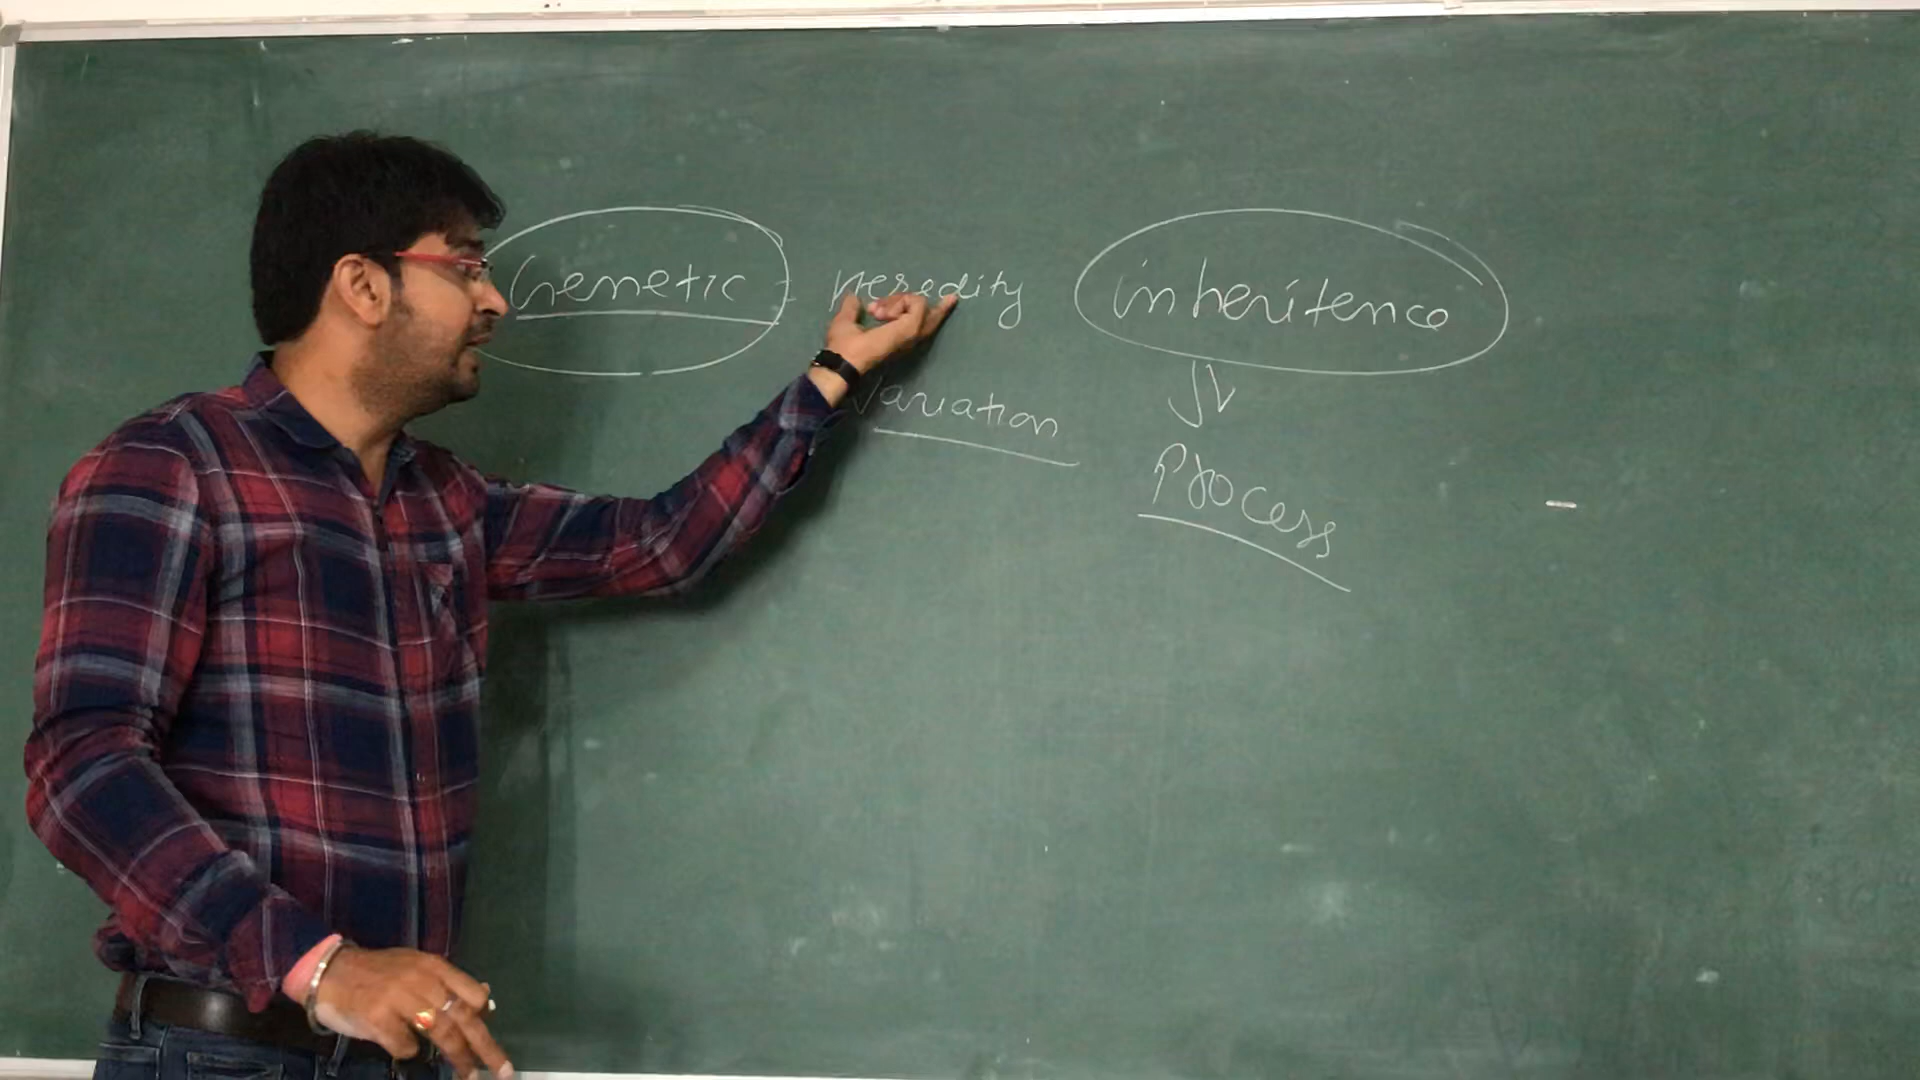 Genetic = Heredity inheritence
Variation
Process